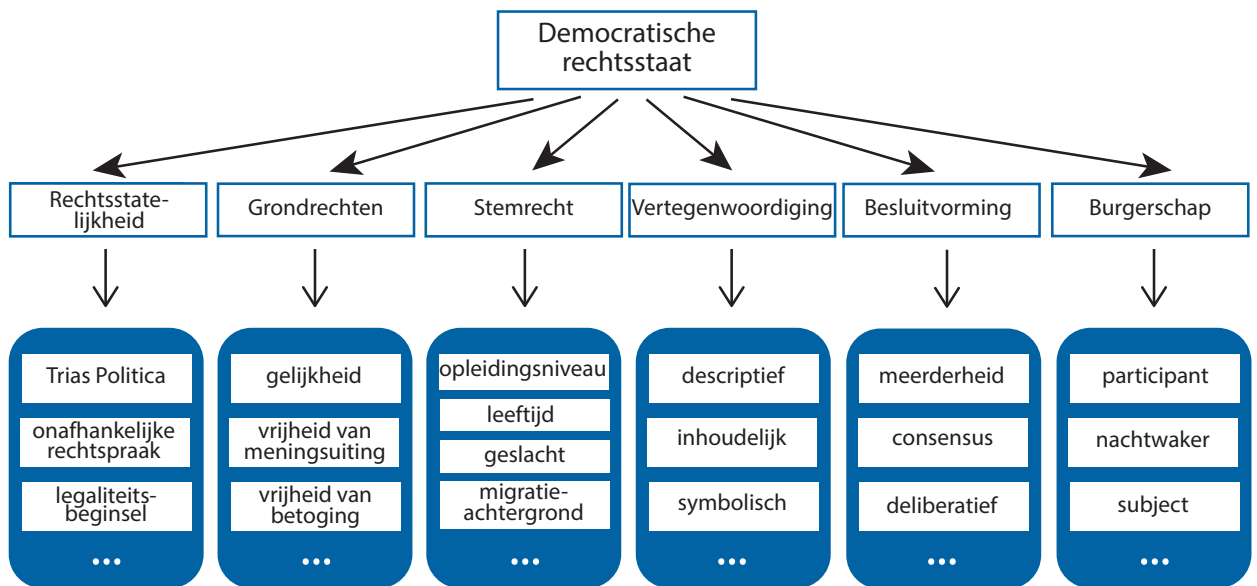 Democratische
rechtsstaat
Rechtsstate-
lijkheid
Grondrechten
Stemrecht
Vertegenwoordiging
Besluitvorming
Burgerschap
Trias Politica
onafhankelijke
rechtspraak
legaliteits-
beginsel
...
gelijkheid
vrijheid van
meningsuiting
vrijheid van
betoging
...
opleidingsniveau
leeftijd
geslacht
migratie-
achtergrond
...
descriptief
inhoudelijk
symbolisch
...
meerderheid
consensus
deliberatief
...
participant
nachtwaker
subject
...